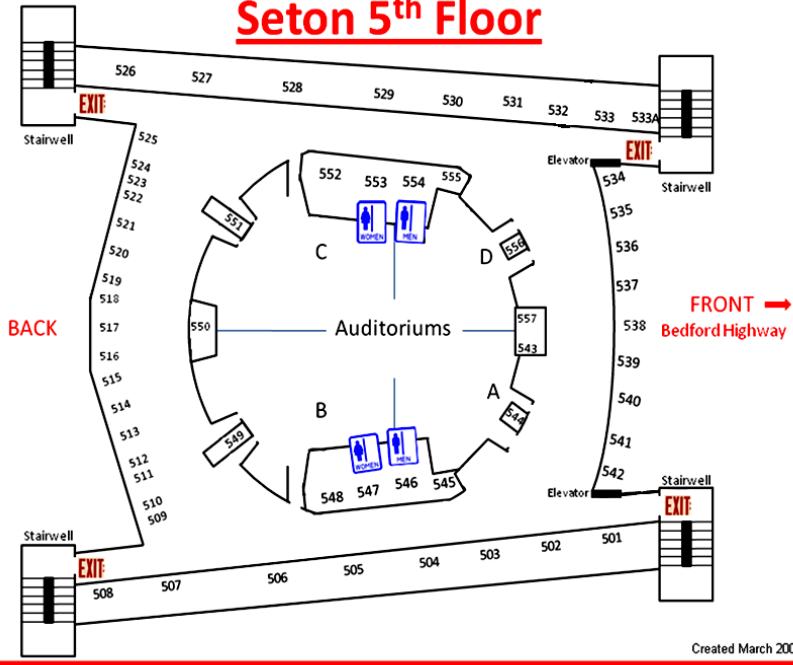 Seton 5th Floor
526 527 528 529 530 531 532 533 533A
EXIT
Stairwell
EXIT
Stairwell
Elevator
525
524
523
522
521
520
519
518
517
516
515
514
513
512
511
510
509
BACK
552 553 554 555
WOMEN
MEN
551
C
D
556
550
Auditoriums
557
543
A
544
B
549
WOMEN
MEN
548 547 546 545
534
535
536
537
538
539
540
541
542
FRONT
Bedford Highway
Elevator
Stairwell
EXIT
Stairwell
EXIT
508 507 506 505 504 503 502 501
Created March 200